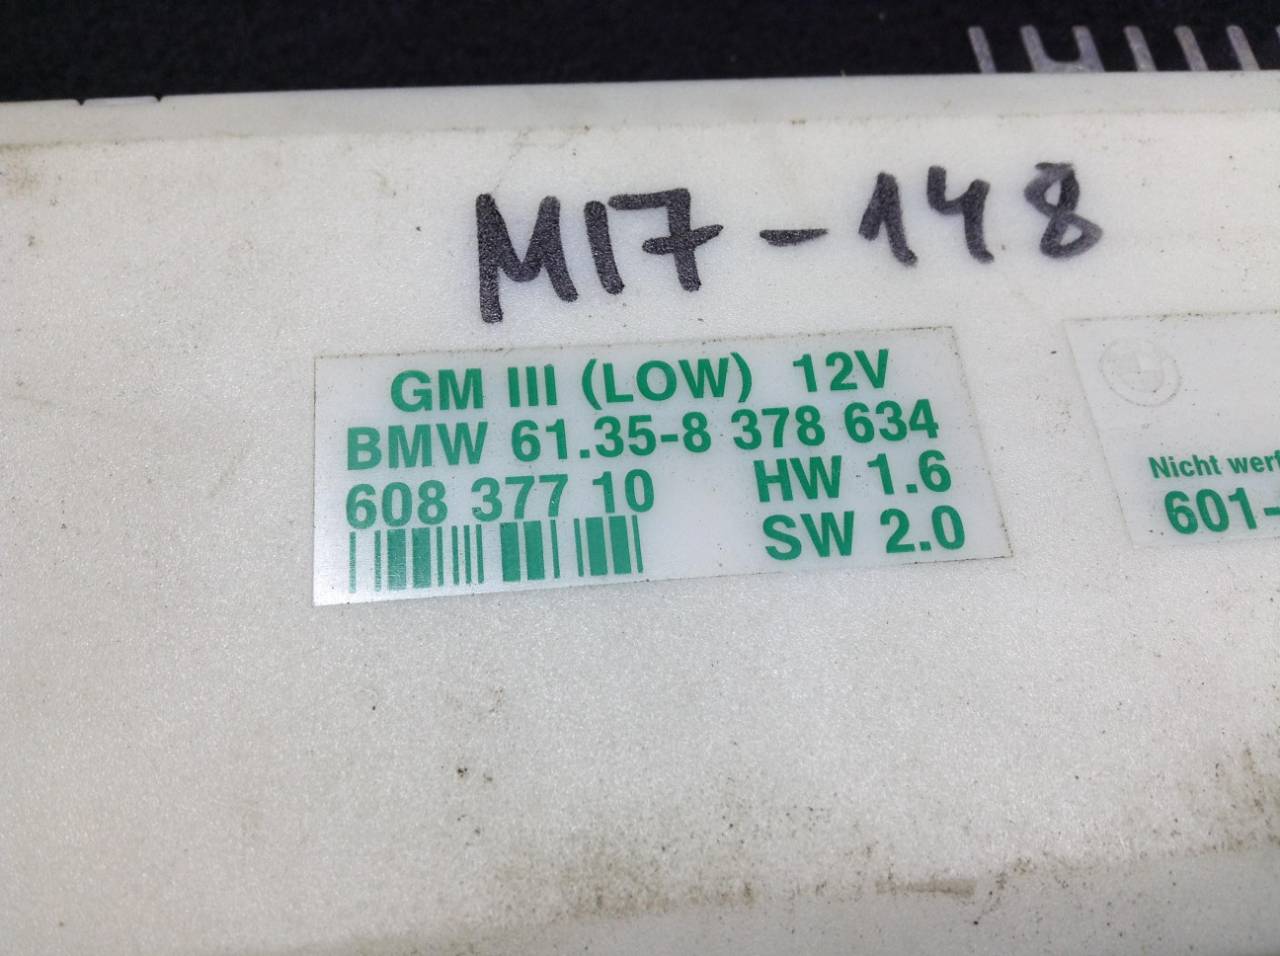 M17-148
GM III (LOW) 12V
BMW 61.35-8 378 634
608 377 10 HW 1.6
SW 2.0
Nicht
601-